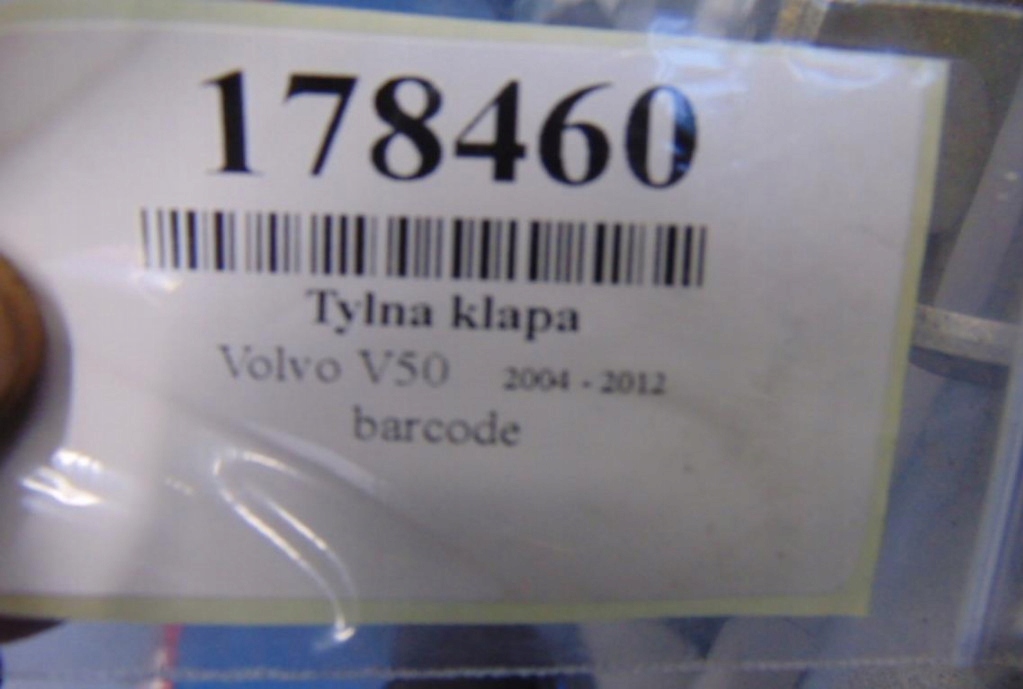 178460
Tylna klapa
Volvo V50 2004 - 2012
barcode